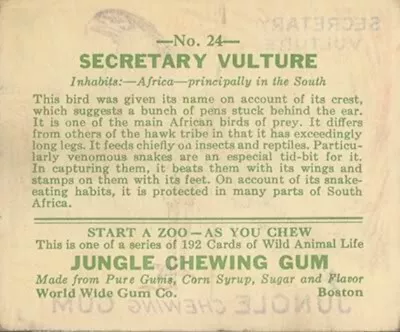 —No. 24—
SECRETARY VULTURE
Inhabits:—Africa—principally in the South
This bird was given its name on account of its crest,
which suggests a bunch of pens stuck behind the ear.
It is one of the main African birds of prey. It differs
from others of the hawk tribe in that it has exceedingly
long legs. It feeds chiefly on insects and reptiles. Particu-
larly venomous snakes are an especial tid-bit for it.
In capturing them, it beats them with its wings and
stamps on them with its feet. On account of its snake-
eating habits, it is protected in many parts of South
Africa.
START A ZOO—AS YOU CHEW
This is one of a series of 192 Cards of Wild Animal Life
JUNGLE CHEWING GUM
Made from Pure Gums, Corn Syrup, Sugar and Flavor
World Wide Gum Co. Boston
SECRETARY
VULTURE
JUNGLE CHEWING GUM